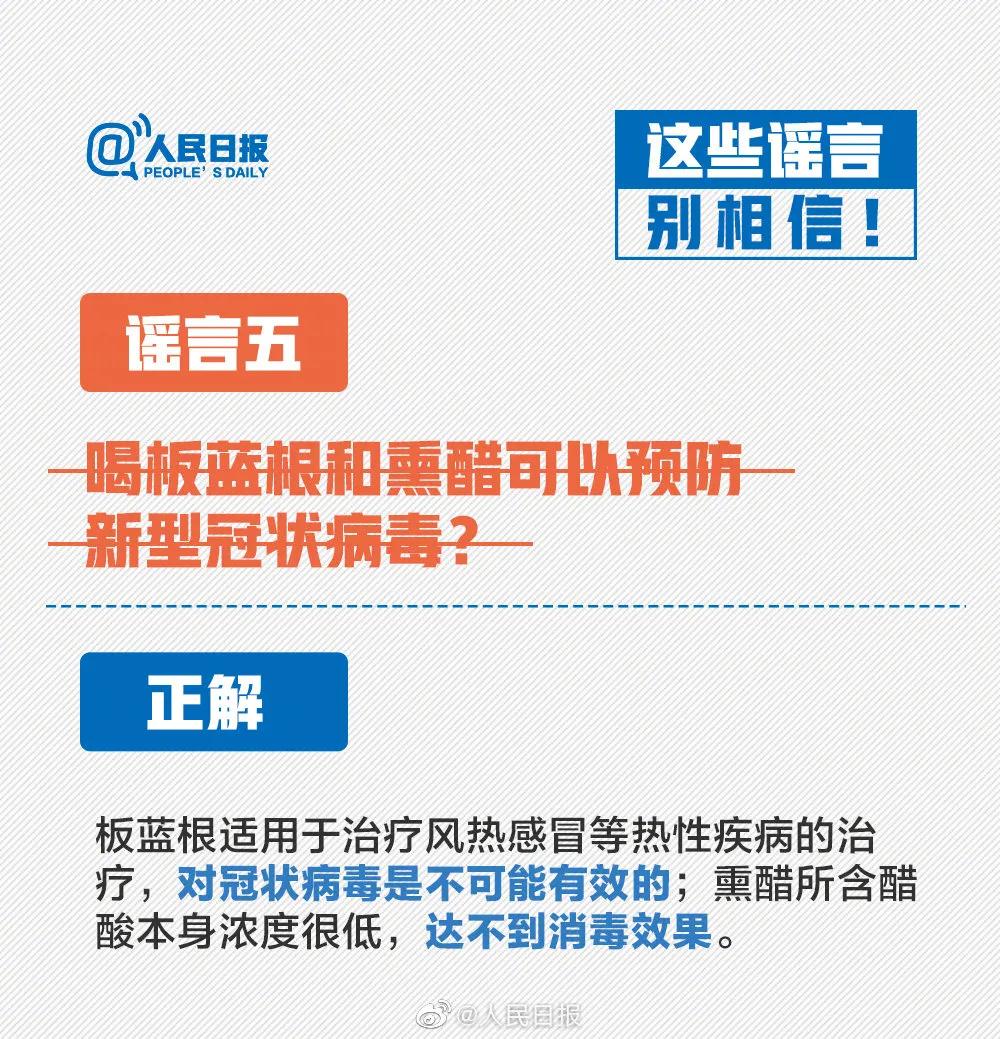 @人民日报
PEOPLE'S DAILY
这些谣言
别相信！
谣言五
喝板蓝根和熏醋可以预防
新型冠状病毒？
正解
板蓝根适用于治疗风热感冒等热性疾病的治
疗，对冠状病毒是不可能有效的；熏醋所含醋
酸本身浓度很低，达不到消毒效果。
@人民日报